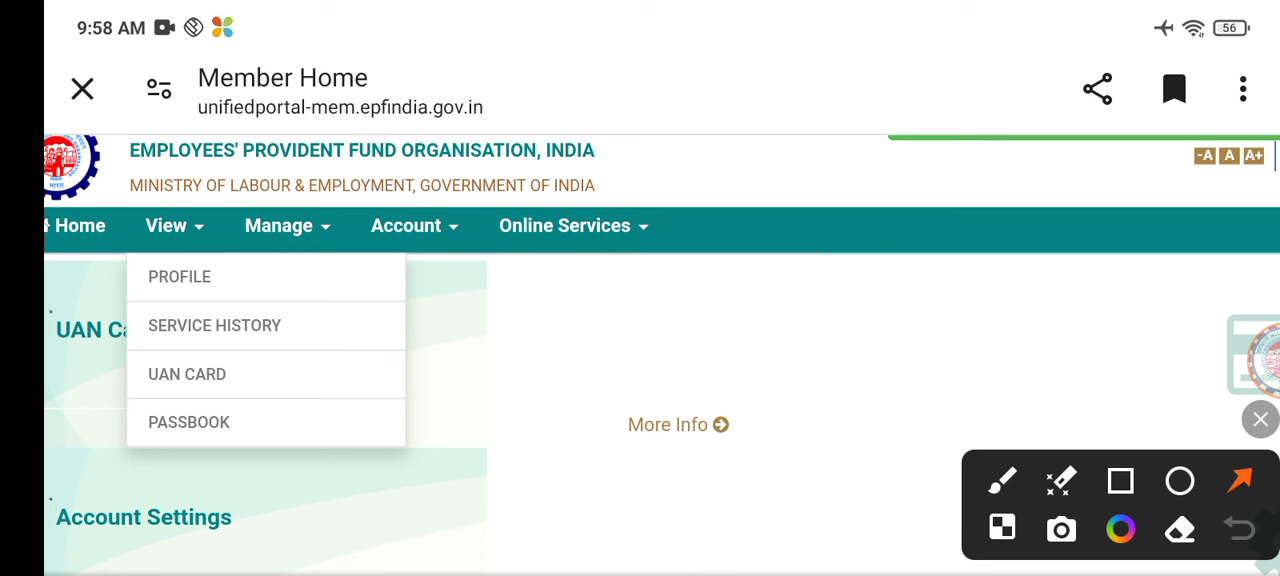 9:58 AM
56
Member Home
unifiedportal-mem.epfindia.gov.in
EMPLOYEES' PROVIDENT FUND ORGANISATION, INDIA
-A A A+
MINISTRY OF LABOUR & EMPLOYMENT, GOVERNMENT OF INDIA
Home View Manage Account Online Services
PROFILE
SERVICE HISTORY
UAN Ca
UAN CARD
PASSBOOK
More Info
Account Settings